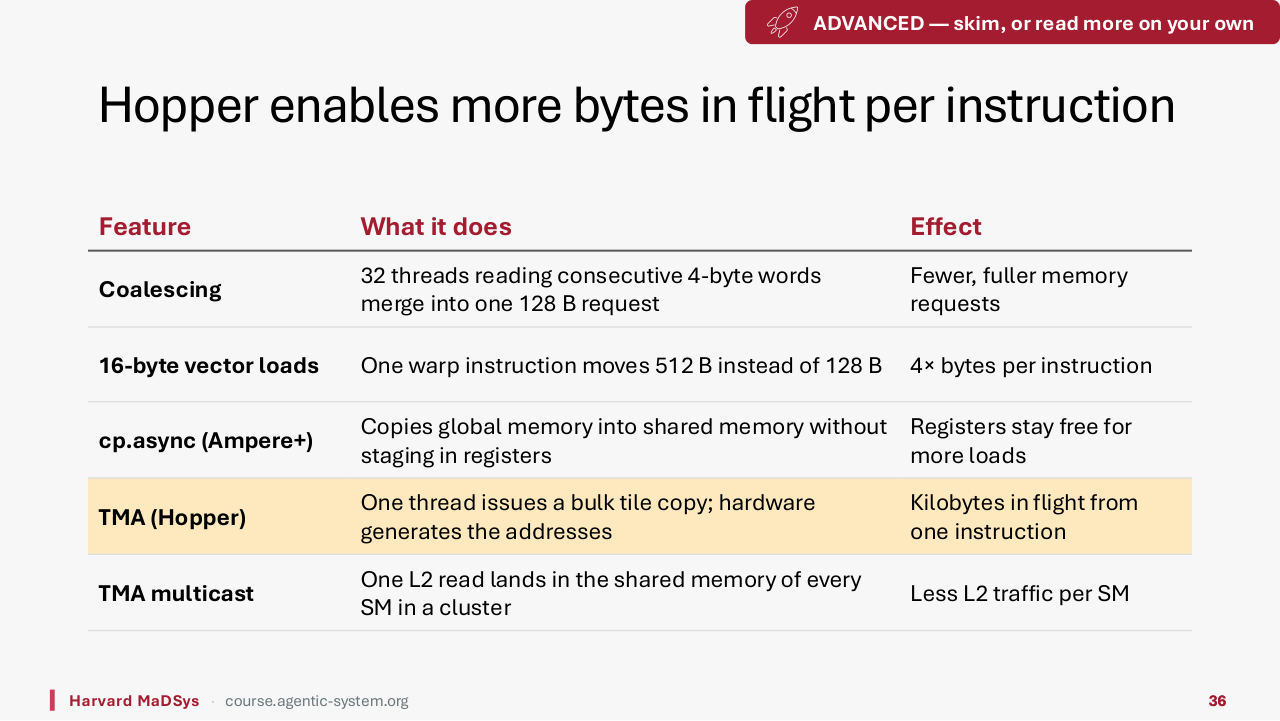 ADVANCED — skim, or read more on your own
Hopper enables more bytes in flight per instruction
Feature
What it does
Effect
Coalescing
32 threads reading consecutive 4-byte words
merge into one 128 B request
Fewer, fuller memory
requests
16-byte vector loads
One warp instruction moves 512 B instead of 128 B
4× bytes per instruction
cp.async (Ampere+)
Copies global memory into shared memory without
staging in registers
Registers stay free for
more loads
TMA (Hopper)
One thread issues a bulk tile copy; hardware
generates the addresses
Kilobytes in flight from
one instruction
TMA multicast
One L2 read lands in the shared memory of every
SM in a cluster
Less L2 traffic per SM
Harvard MaDSys · course.agentic-system.org
36